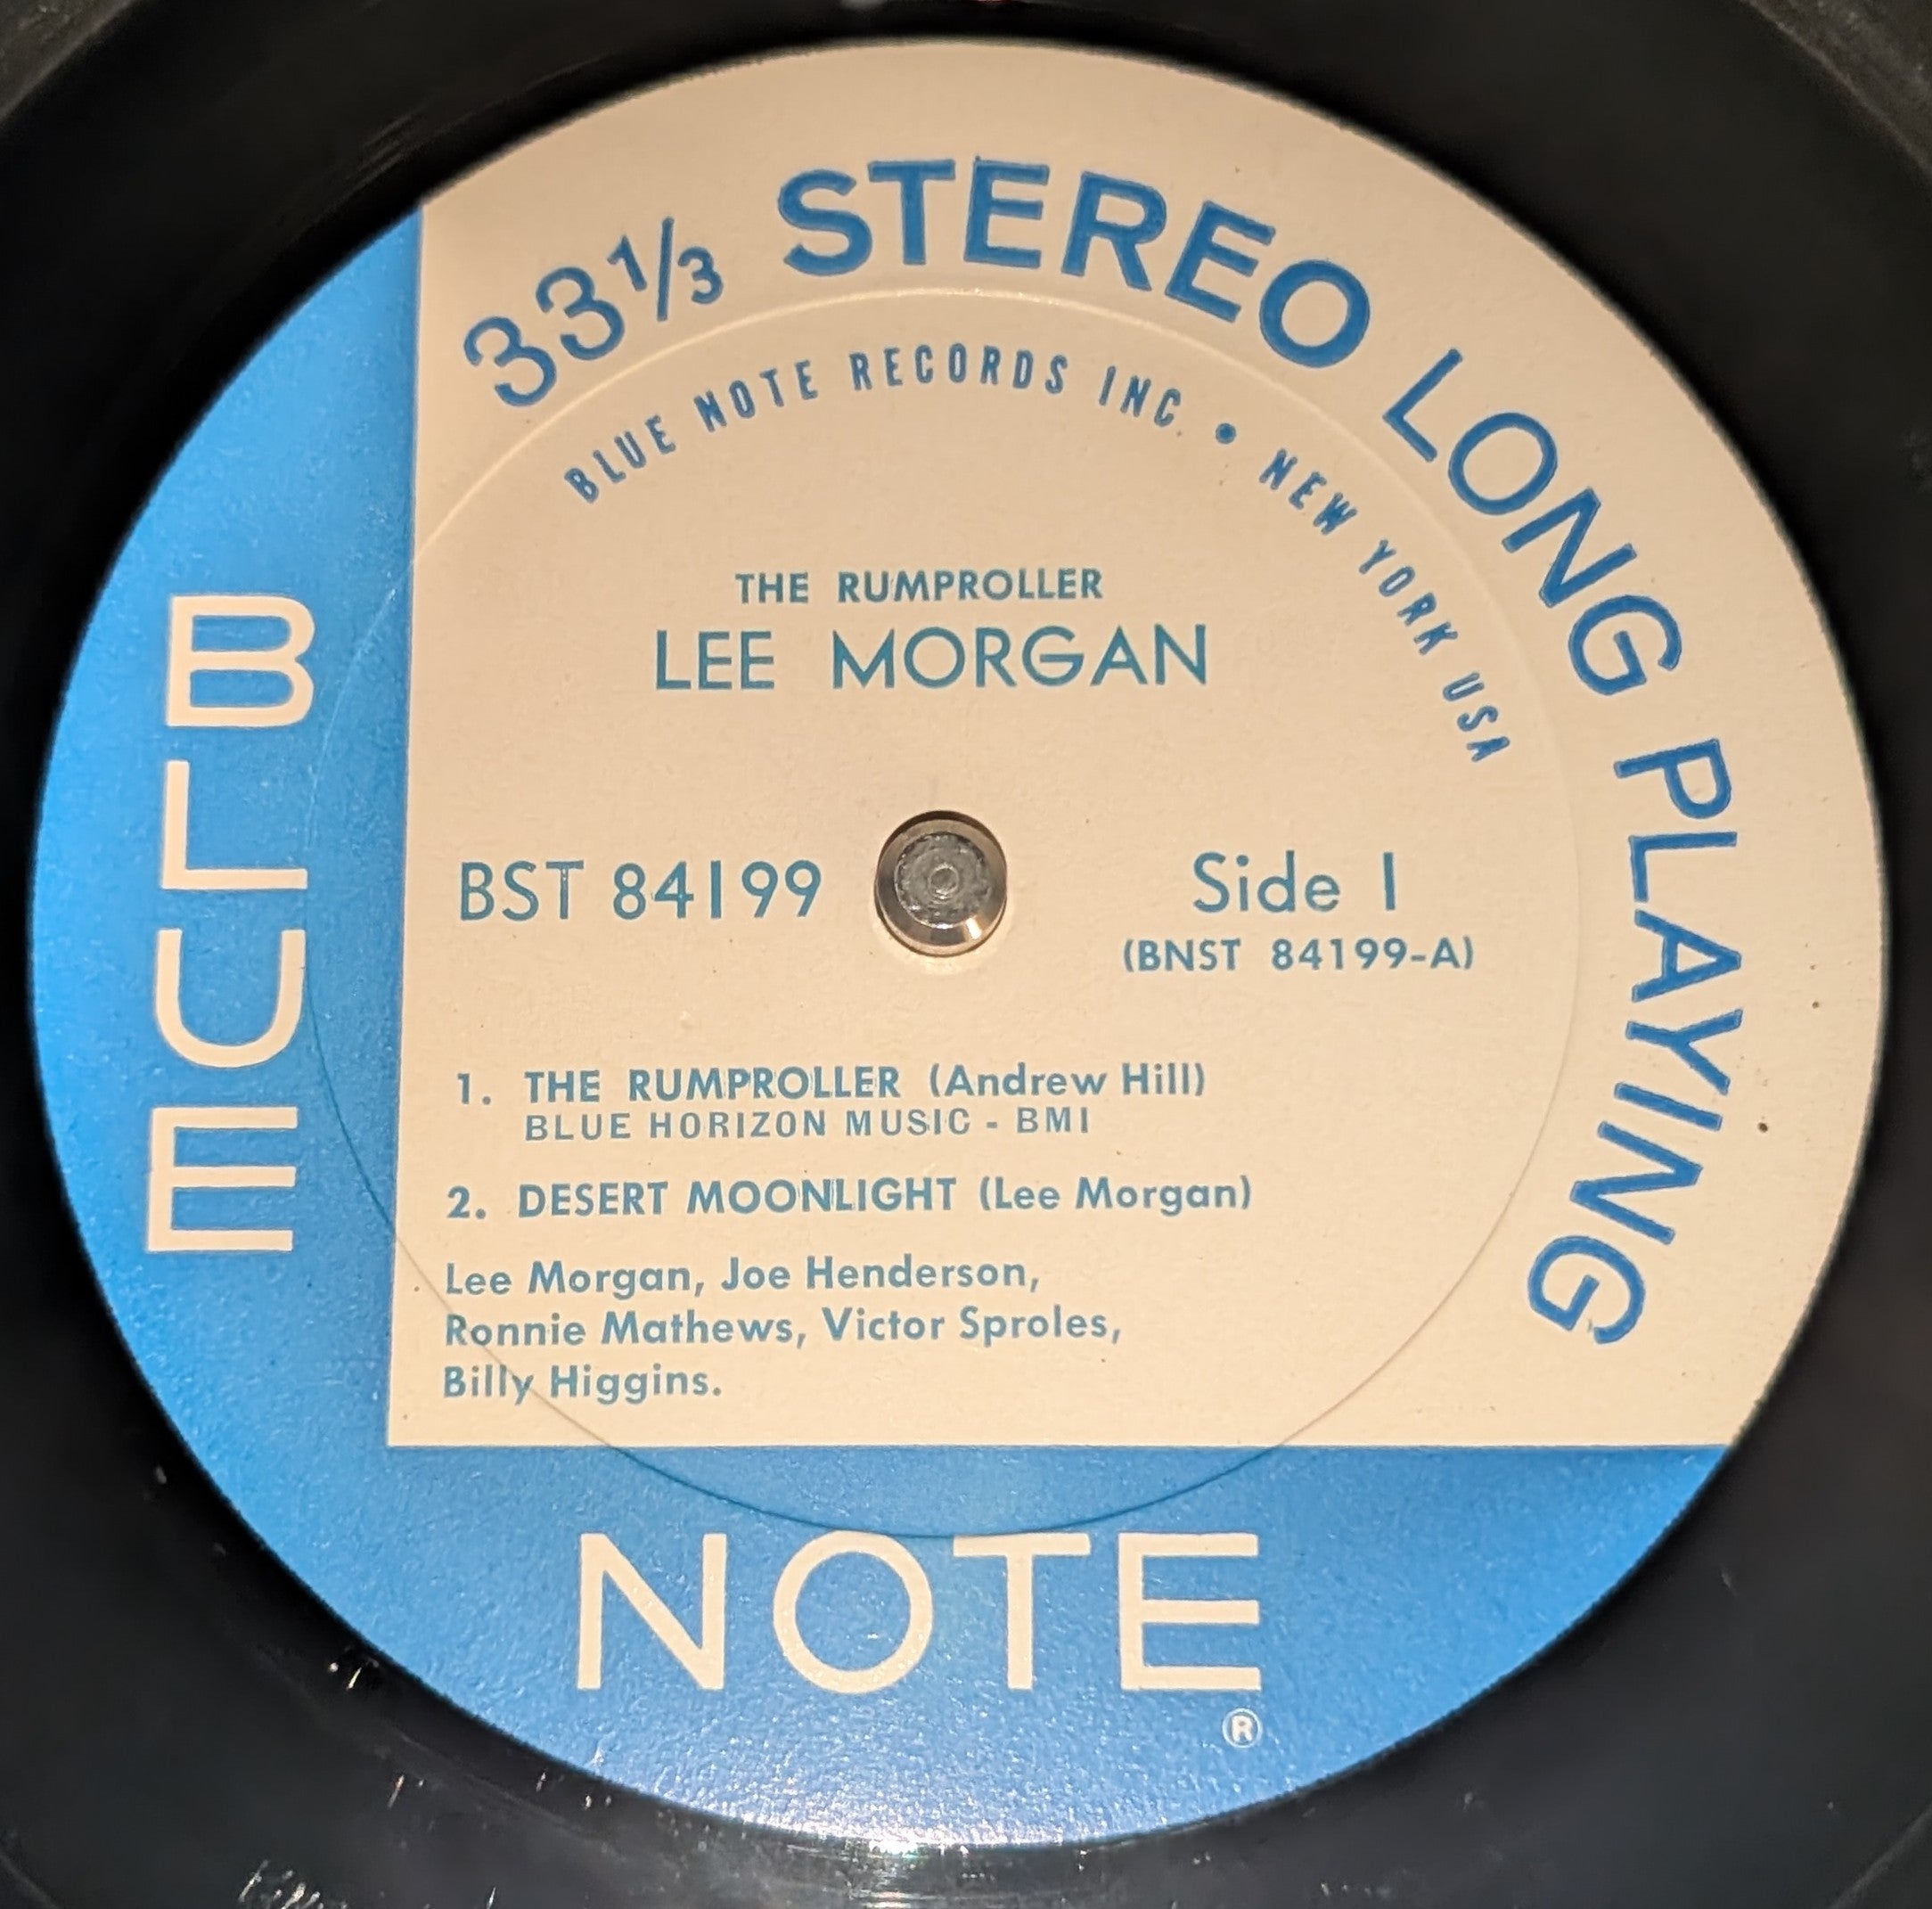 33⅓ STEREO LONG PLAYING
BLUE NOTE RECORDS INC. • NEW YORK USA
THE RUMPROLLER
LEE MORGAN
BST 84199
Side 1
(BNST 84199-A)
1. THE RUMPROLLER (Andrew Hill)
BLUE HORIZON MUSIC - BMI
2. DESERT MOONLIGHT (Lee Morgan)
Lee Morgan, Joe Henderson,
Ronnie Mathews, Victor Sproles,
Billy Higgins.
BLUE
NOTE
®